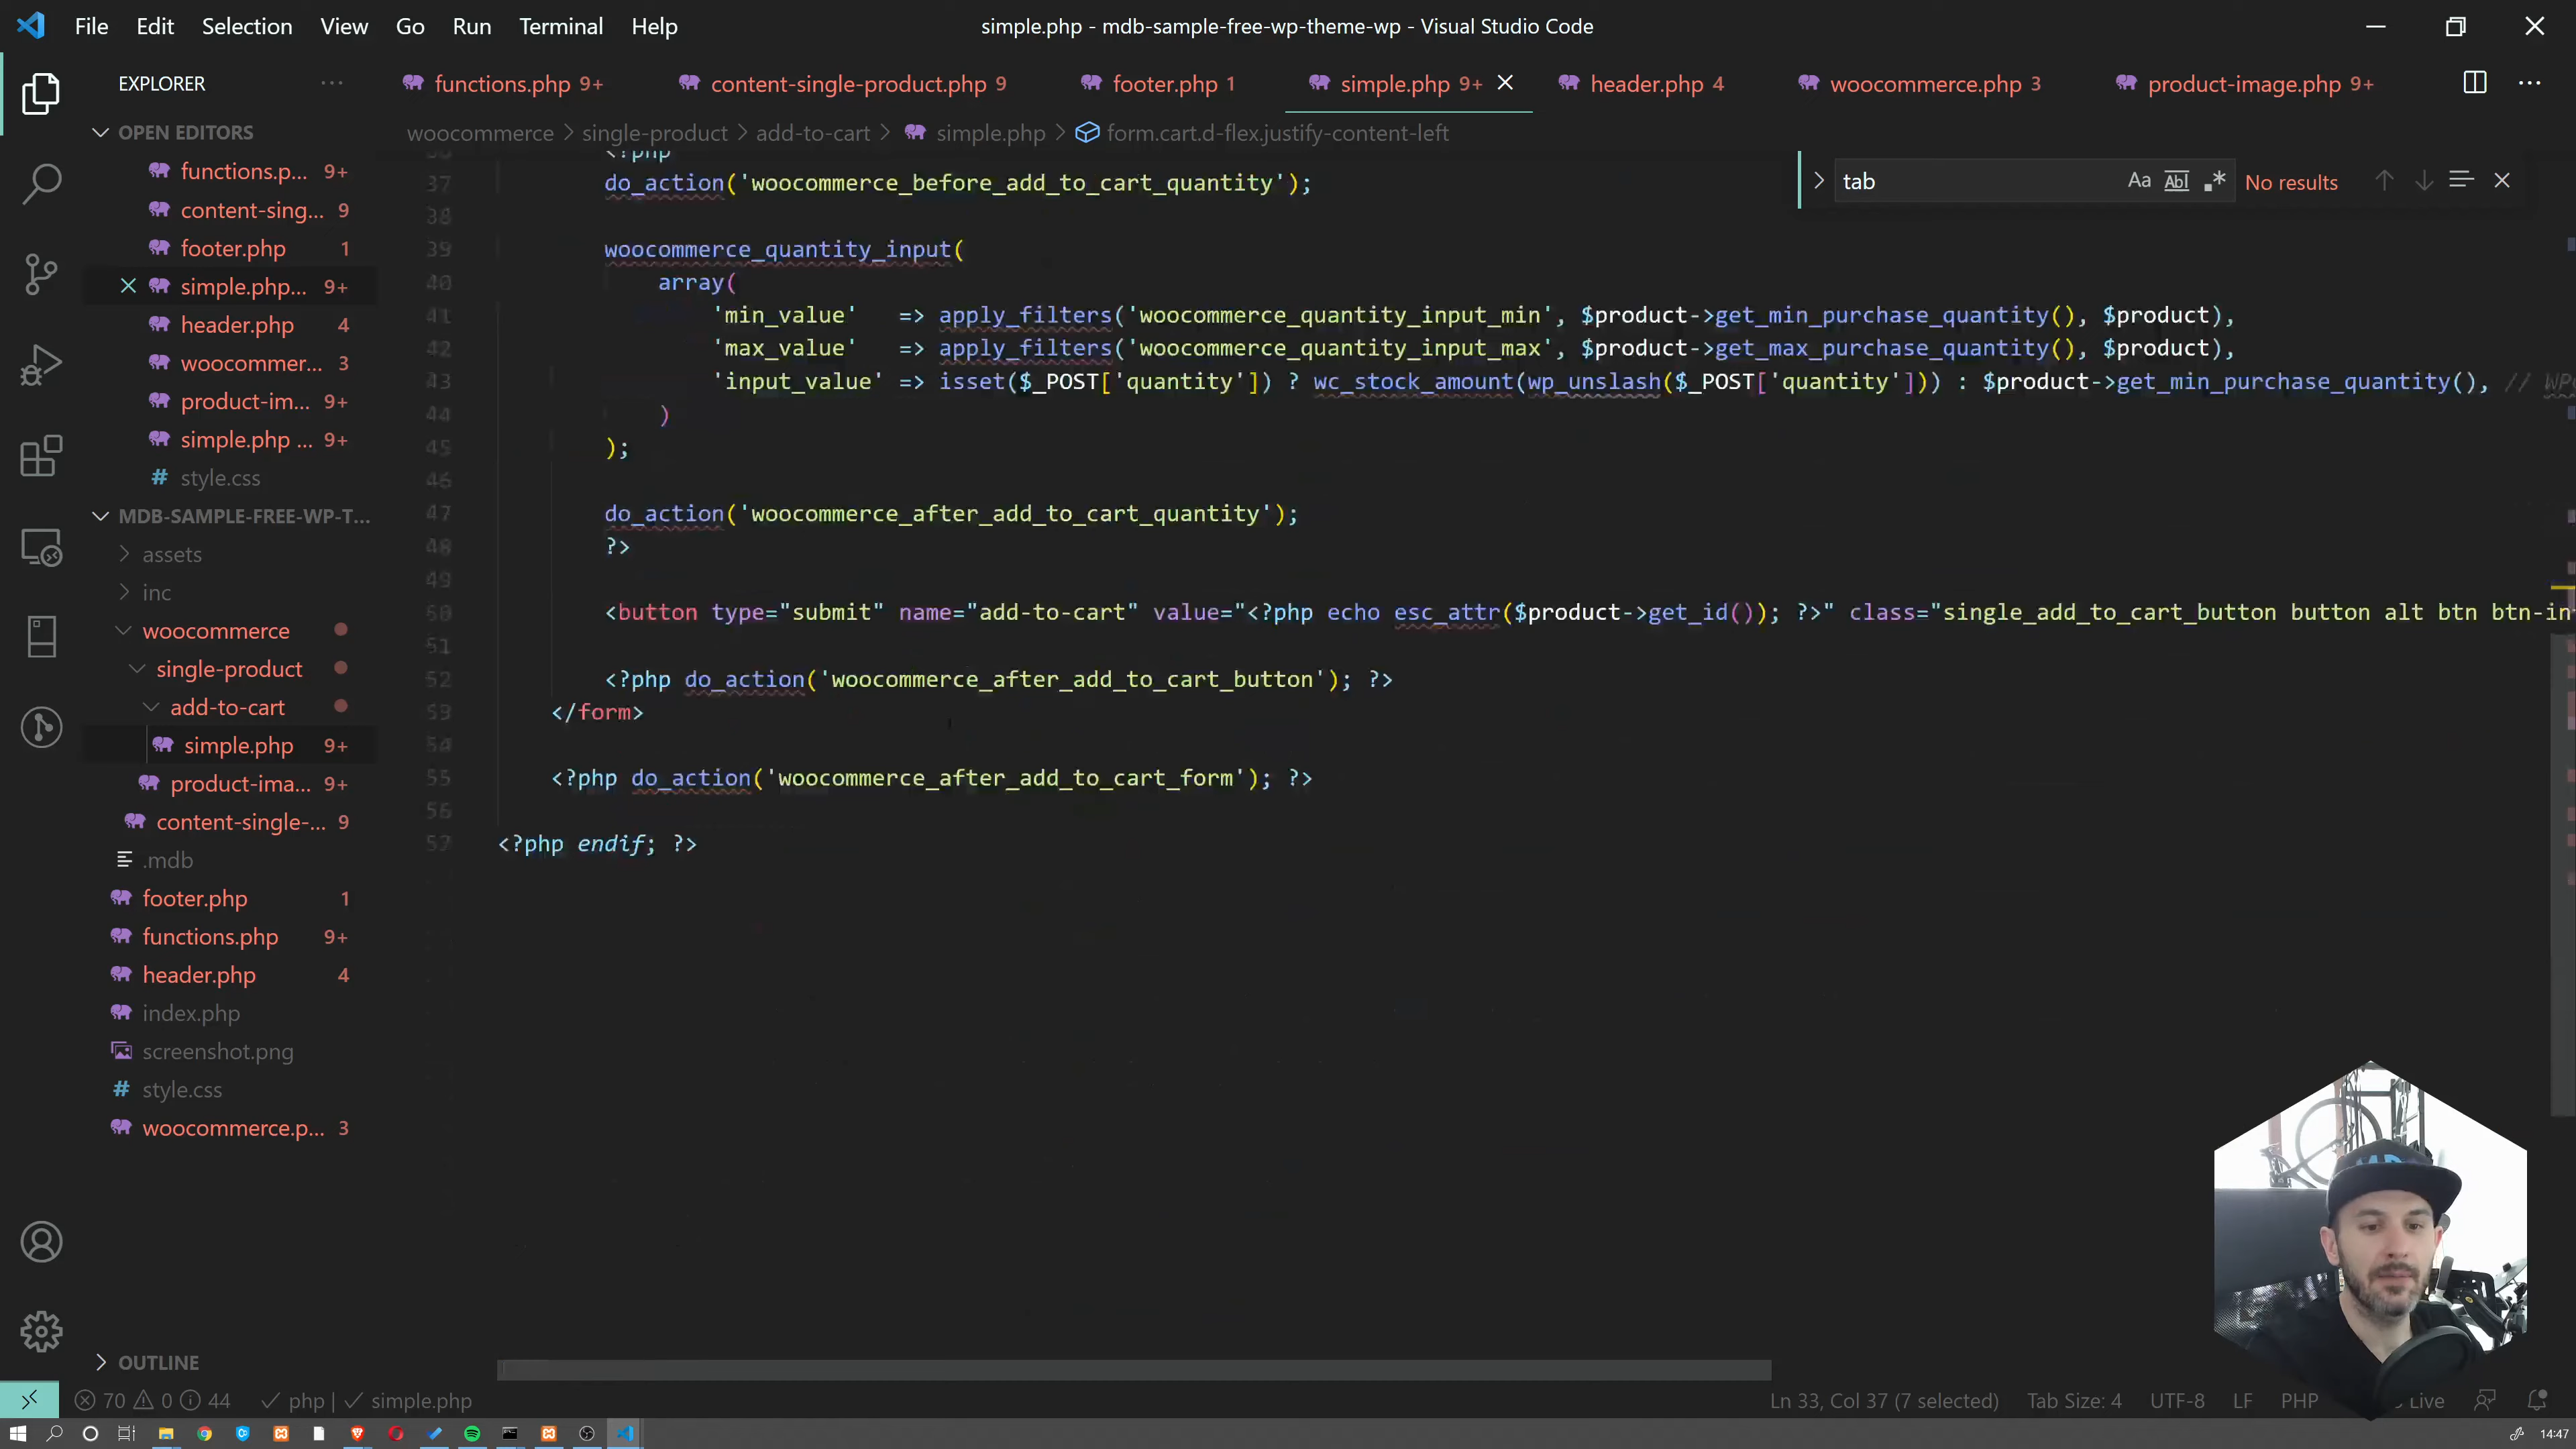 File Edit Selection View Go Run Terminal Help
simple.php - mdb-sample-free-wp-theme-wp - Visual Studio Code
EXPLORER
functions.php 9+
content-single-product.php 9
footer.php 1
simple.php 9+
header.php 4
woocommerce.php 3
product-image.php 9+
OPEN EDITORS
functions.p... 9+
content-sing... 9
footer.php 1
simple.php... 9+
header.php 4
woocommer... 3
product-im... 9+
simple.php ... 9+
style.css
MDB-SAMPLE-FREE-WP-T...
assets
inc
woocommerce
single-product
add-to-cart
simple.php 9+
product-ima... 9+
content-single-... 9
.mdb
footer.php 1
functions.php 9+
header.php 4
index.php
screenshot.png
style.css
woocommerce.p... 3
OUTLINE
woocommerce > single-product > add-to-cart > simple.php > form.cart.d-flex.justify-content-left
tab
Aa Abl .* No results
<?php
37 do_action('woocommerce_before_add_to_cart_quantity');
38
39 woocommerce_quantity_input(
40 array(
41 'min_value' => apply_filters('woocommerce_quantity_input_min', $product->get_min_purchase_quantity(), $product),
42 'max_value' => apply_filters('woocommerce_quantity_input_max', $product->get_max_purchase_quantity(), $product),
43 'input_value' => isset($_POST['quantity']) ? wc_stock_amount(wp_unslash($_POST['quantity'])) : $product->get_min_purchase_quantity(), //
44 )
45 );
46
47 do_action('woocommerce_after_add_to_cart_quantity');
48 ?>
49
50 <button type="submit" name="add-to-cart" value="<?php echo esc_attr($product->get_id()); ?>" class="single_add_to_cart_button button alt btn btn-in
51
52 <?php do_action('woocommerce_after_add_to_cart_button'); ?>
53 </form>
54
55 <?php do_action('woocommerce_after_add_to_cart_form'); ?>
56
57 <?php endif; ?>
70 0 44 php | simple.php
Ln 33, Col 37 (7 selected) Tab Size: 4 UTF-8 LF PHP Live
14:47